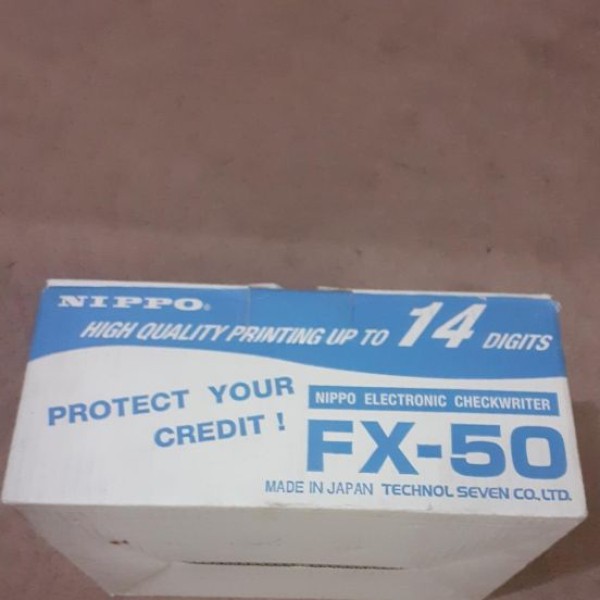 NIPPO®
HIGH QUALITY PRINTING UP TO 14 DIGITS
PROTECT YOUR
CREDIT !
NIPPO ELECTRONIC CHECKWRITER
FX-50
MADE IN JAPAN TECHNOL SEVEN CO., LTD.